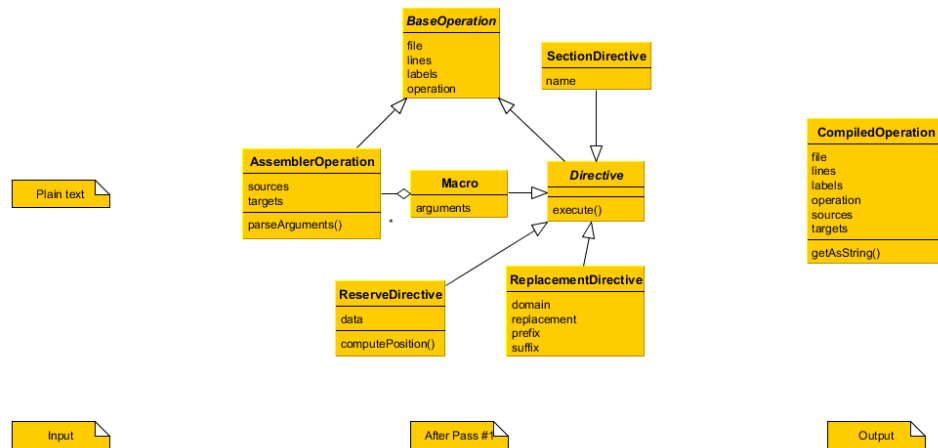 BaseOperation
file
lines
labels
operation
SectionDirective
name
CompiledOperation
file
lines
labels
operation
sources
targets
getAsString()
AssemblerOperation
sources
targets
parseArguments()
*
Macro
arguments
Directive
execute()
Plain text
ReserveDirective
data
computePosition()
ReplacementDirective
domain
replacement
prefix
suffix
Input
After Pass #1
Output